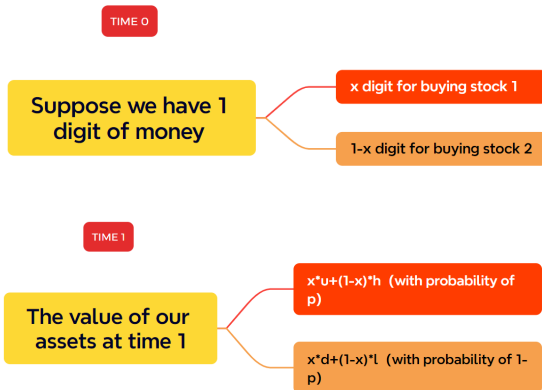 TIME 0
Suppose we have 1
digit of money
x digit for buying stock 1
1-x digit for buying stock 2
TIME 1
The value of our
assets at time 1
x*u+(1-x)*h (with probability of
p)
x*d+(1-x)*l (with probability of 1-
p)